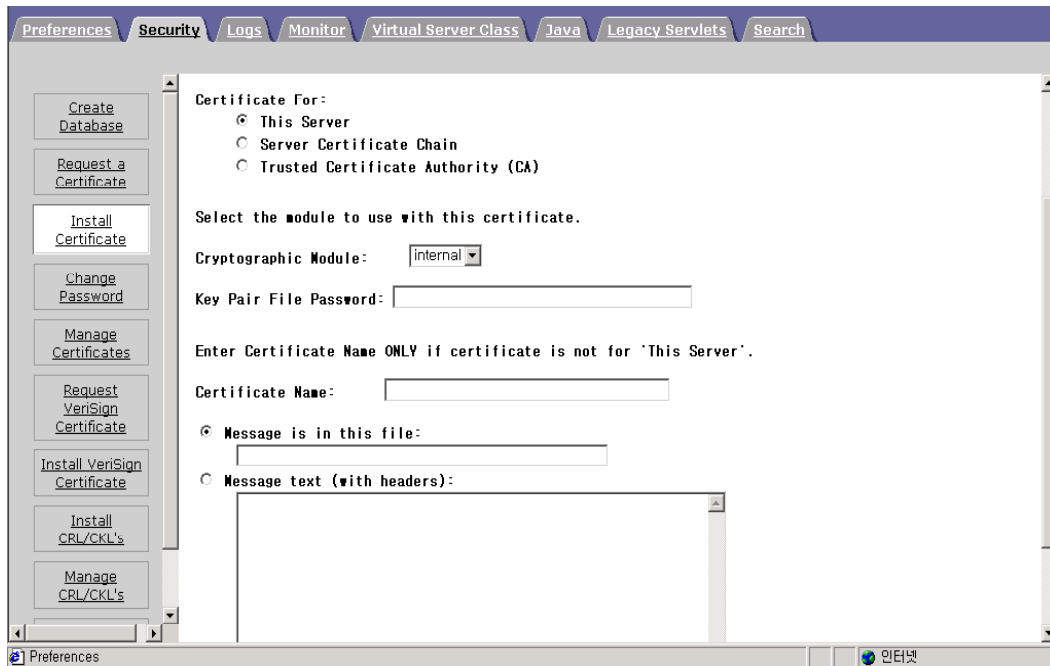 Preferences Security Logs Monitor Virtual Server Class Java Legacy Servlets Search
Create
Database
Request a
Certificate
Install
Certificate
Change
Password
Manage
Certificates
Request
VeriSign
Certificate
Install VeriSign
Certificate
Install
CRL/CKL's
Manage
CRL/CKL's
Certificate For:
This Server
Server Certificate Chain
Trusted Certificate Authority (CA)
Select the module to use with this certificate.
Cryptographic Module: internal
Key Pair File Password:
Enter Certificate Name ONLY if certificate is not for 'This Server'.
Certificate Name:
Message is in this file:
Message text (with headers):
Preferences 인터넷